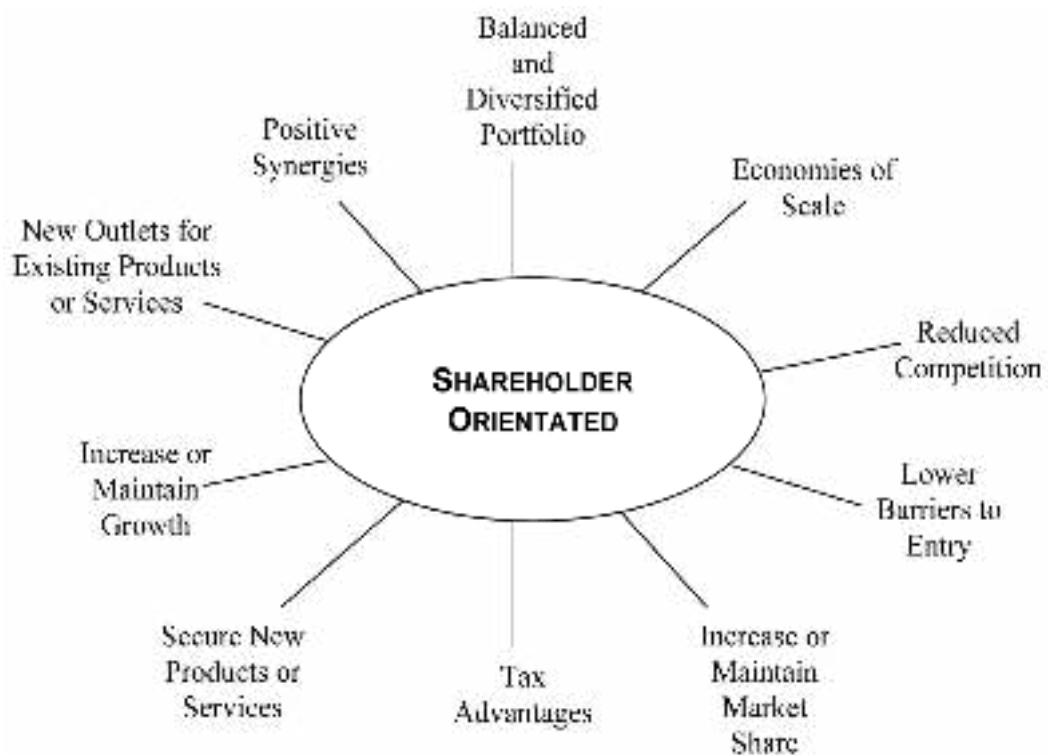 Balanced
and
Diversified
Portfolio
Positive
Synergies
Economies of
Scale
New Outlets for
Existing Products
or Services
Reduced
Competition
SHAREHOLDER
ORIENTATED
Increase or
Maintain
Growth
Lower
Barriers to
Entry
Secure New
Products or
Services
Tax
Advantages
Increase or
Maintain
Market
Share